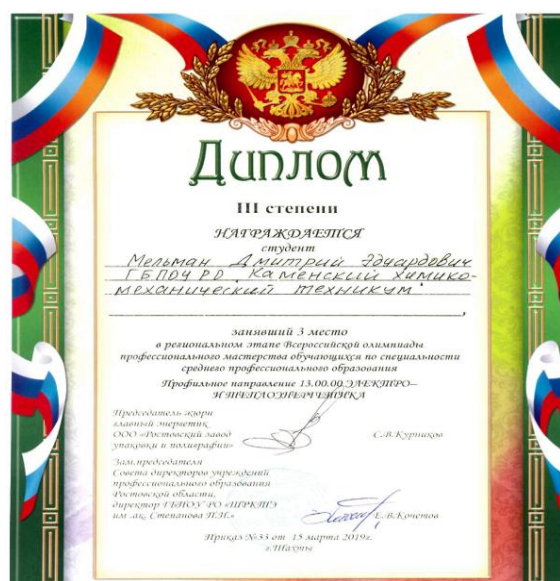 Диплом
III степени
НАГРАЖДАЕТСЯ
студент
Мельман Дмитрий Эдуардович
ГБПОУ РО "Каменский химико-
механический техникум"
занявший 3 место
в региональном этапе Всероссийской олимпиады
профессионального мастерства обучающихся по специальности
среднего профессионального образования
Профильное направление 13.00.00 ЭЛЕКТРО-
И ТЕПЛОЭНЕРГЕТИКА
Председатель жюри
главный энергетик
ООО «Ростовский завод
упаковки и полиграфии» С.В.Курников
Зам.председателя
Совета директоров учреждений
профессионального образования
Ростовской области,
директор ГБПОУ РО «ШРКТЭ
им .ак. Степанова П.И.» Е.В.Кочетов
Приказ №35 от 15 марта 2019г.
г.Шахты